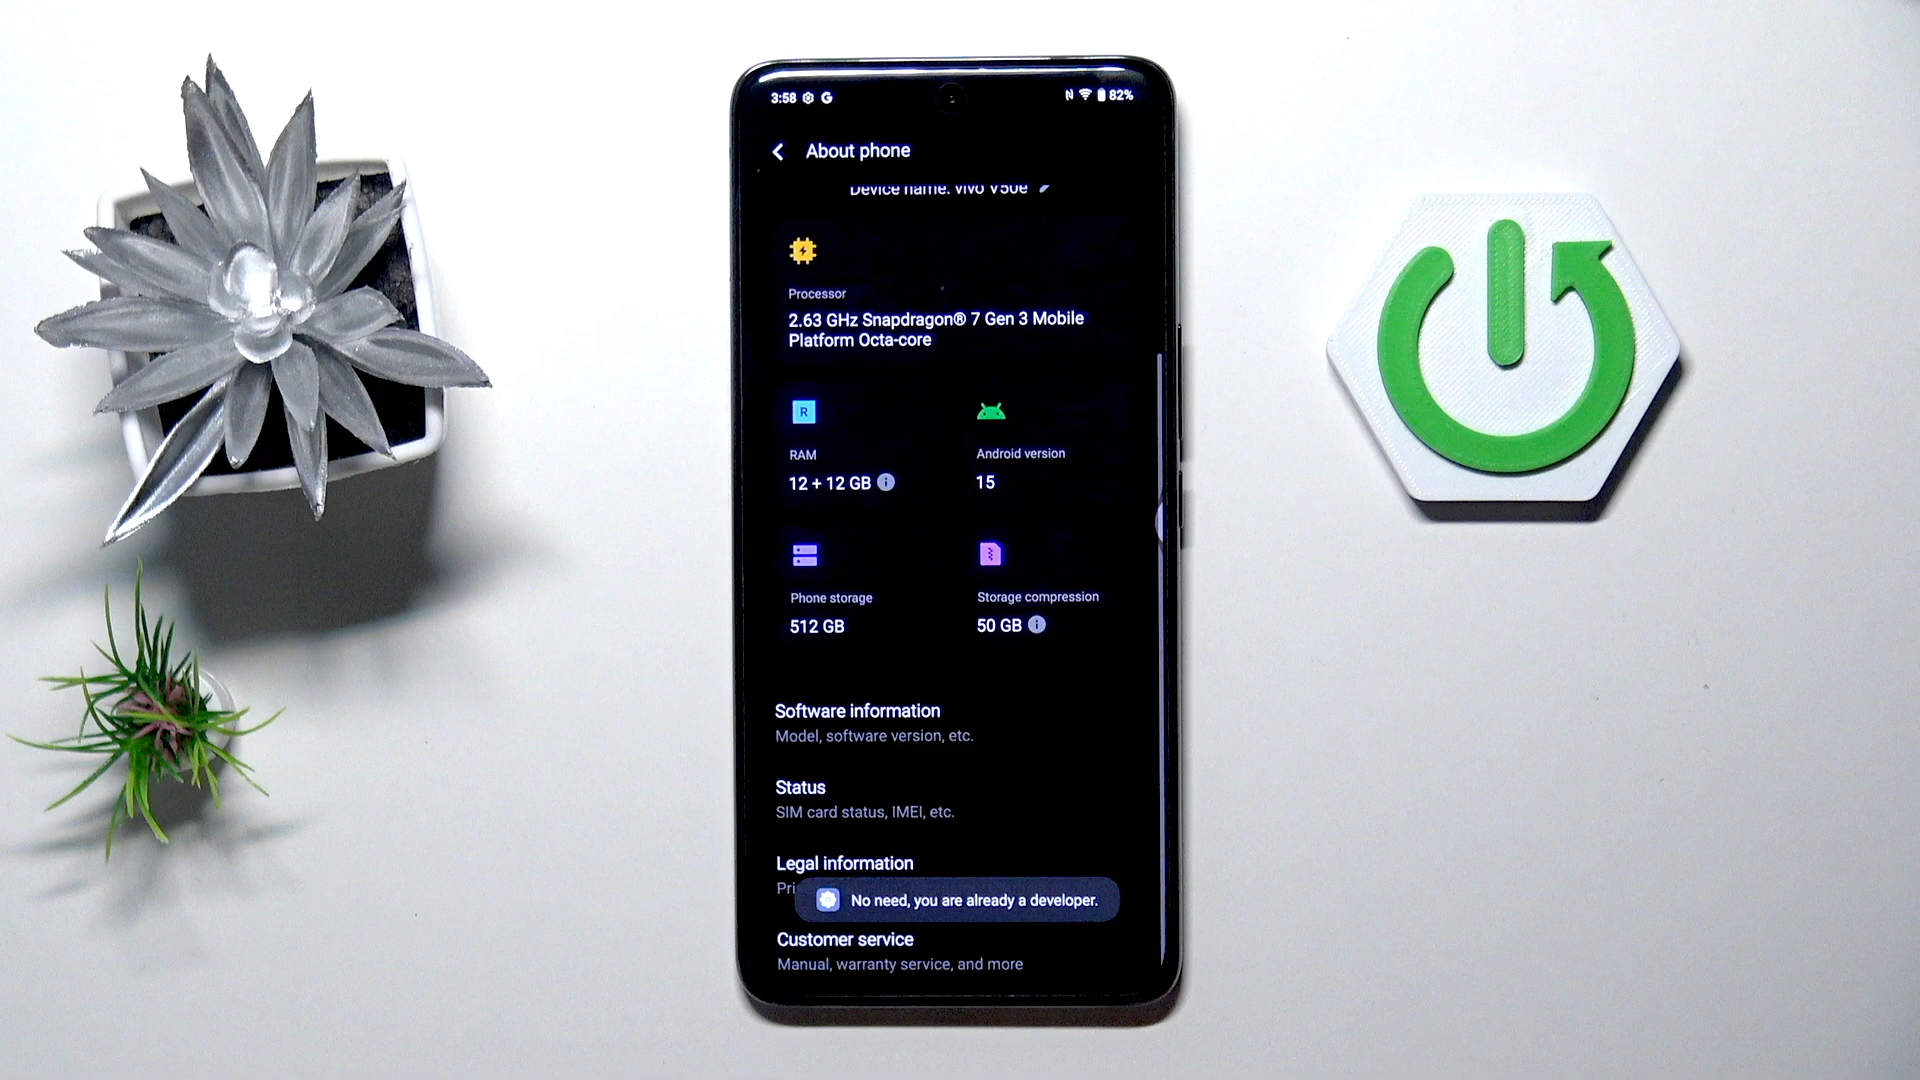 3:58
82%
About phone
Device name: vivo V50e
Processor
2.63 GHz Snapdragon® 7 Gen 3 Mobile
Platform Octa-core
R
RAM
Android version
12 + 12 GB
15
Phone storage
Storage compression
512 GB
50 GB
Software information
Model, software version, etc.
Status
SIM card status, IMEI, etc.
Legal information
Pri
No need, you are already a developer.
Customer service
Manual, warranty service, and more